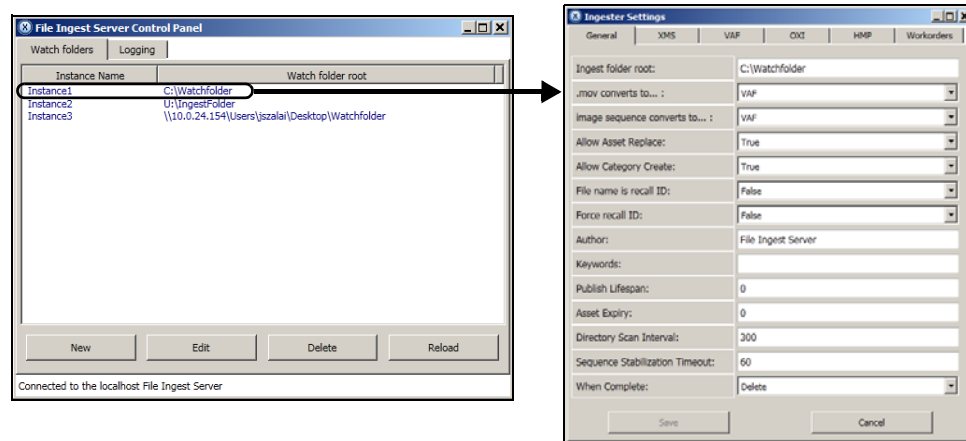 File Ingest Server Control Panel
Watch folders Logging
Instance Name Watch folder root
Instance1 C:\Watchfolder
Instance2 U:\IngestFolder
Instance3 \\10.0.24.154\Users\jszalai\Desktop\Watchfolder
New Edit Delete Reload
Connected to the localhost File Ingest Server
Ingester Settings
General XMS VAF OXI HMP Workorders
Ingest folder root: C:\Watchfolder
.mov converts to... : VAF
image sequence converts to... : VAF
Allow Asset Replace: True
Allow Category Create: True
File name is recall ID: False
Force recall ID: False
Author: File Ingest Server
Keywords:
Publish Lifespan: 0
Asset Expiry: 0
Directory Scan Interval: 300
Sequence Stabilization Timeout: 60
When Complete: Delete
Save Cancel